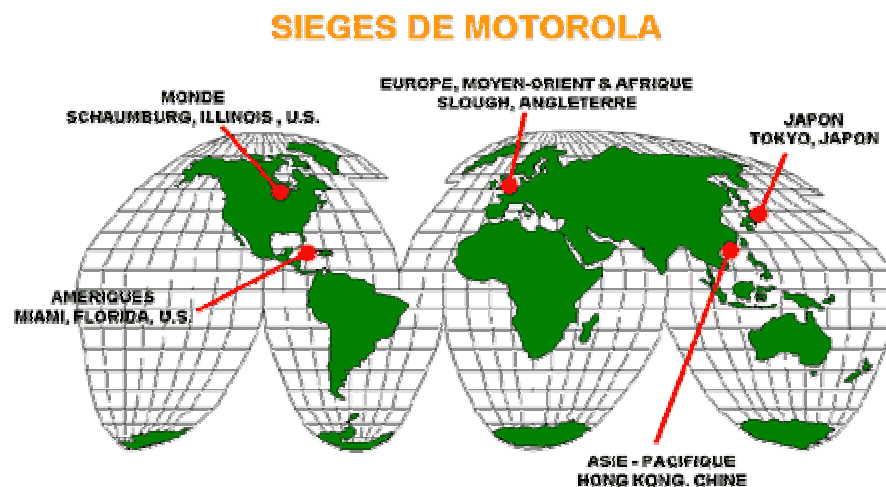 SIEGES DE MOTOROLA
MONDE
SCHAUMBURG, ILLINOIS, U.S.
EUROPE, MOYEN-ORIENT & AFRIQUE
SLOUGH, ANGLETERRE
JAPON
TOKYO, JAPON
AMERIQUES
MIAMI, FLORIDA, U.S.
ASIE - PACIFIQUE
HONG KONG, CHINE